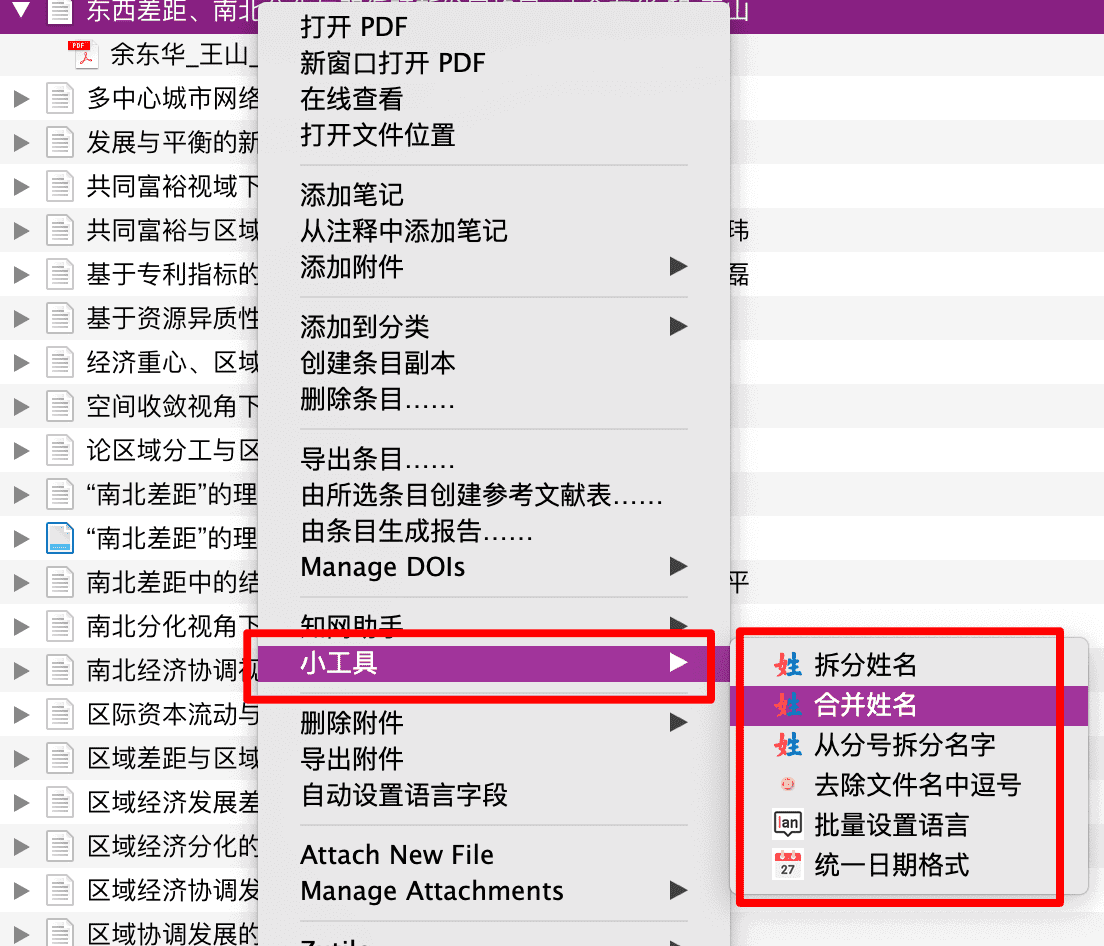 东西差距、南北
山
余东华_王山_
多中心城市网络
发展与平衡的新
共同富裕视域下
共同富裕与区域
玮
基于专利指标的
磊
基于资源异质性
经济重心、区域
空间收敛视角下
论区域分工与区
“南北差距”的理
“南北差距”的理
南北差距中的结
平
南北分化视角下
南北经济协调视
区际资本流动与
区域差距与区域
区域经济发展差
区域经济分化的
区域经济协调发
区域协调发展的
打开 PDF
新窗口打开 PDF
在线查看
打开文件位置
添加笔记
从注释中添加笔记
添加附件
添加到分类
创建条目副本
删除条目……
导出条目……
由所选条目创建参考文献表……
由条目生成报告……
Manage DOIs
知网助手
小工具
删除附件
导出附件
自动设置语言字段
Attach New File
Manage Attachments
姓 拆分姓名
姓 合并姓名
姓 从分号拆分名字
去除文件名中逗号
lan 批量设置语言
27 统一日期格式